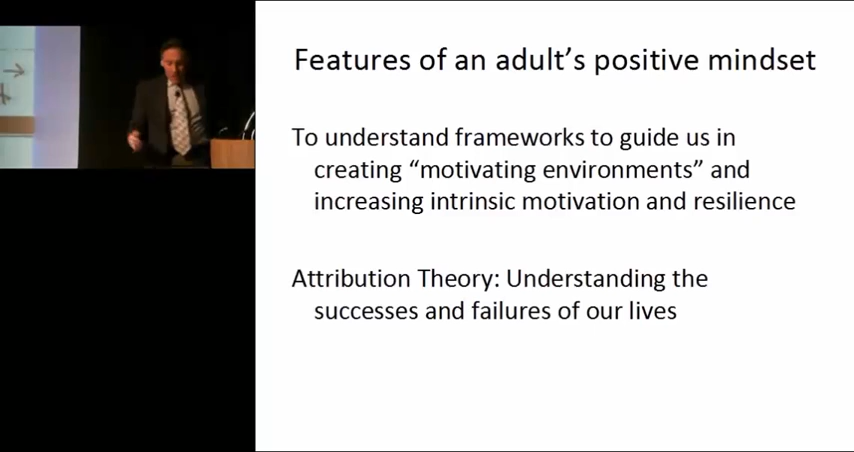 Features of an adult’s positive mindset
To understand frameworks to guide us in
creating “motivating environments” and
increasing intrinsic motivation and resilience
Attribution Theory: Understanding the
successes and failures of our lives